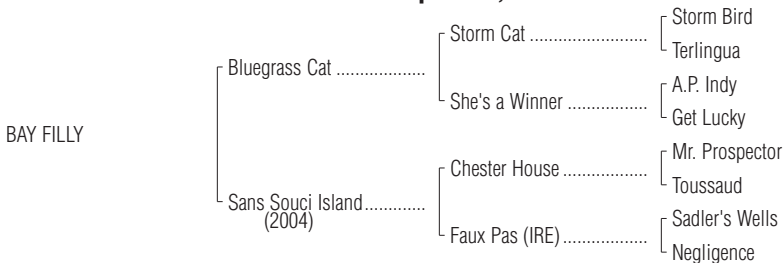 Storm Bird
Storm Cat ....................
Terlingua
Bluegrass Cat ...................
A.P. Indy
She's a Winner .................
Get Lucky
BAY FILLY
Mr. Prospector
Chester House ..................
Toussaud
Sans Souci Island.............
(2004)
Sadler's Wells
Faux Pas (IRE)..................
Negligence